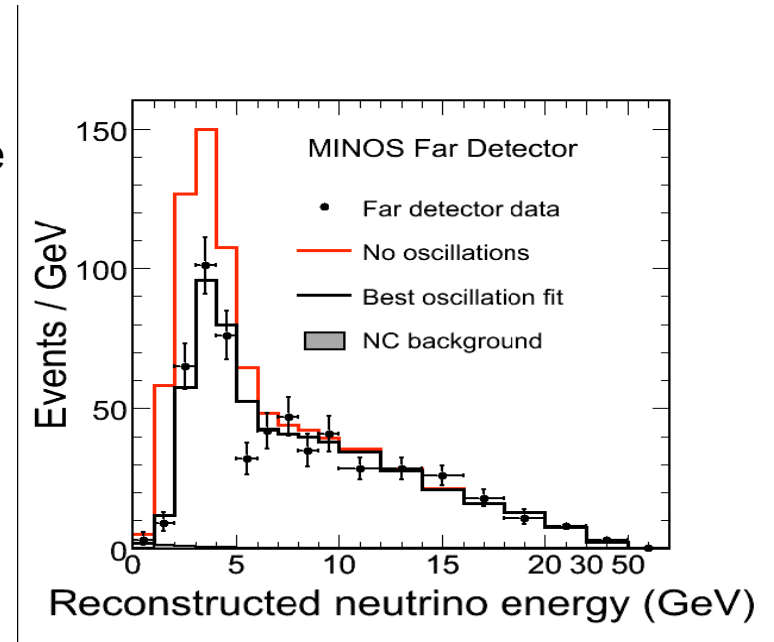 e
150
MINOS Far Detector
Far detector data
100
No oscillations
Best oscillation fit
NC background
50
0
0 5 10 15 20 30 50
Events / GeV
Reconstructed neutrino energy (GeV)